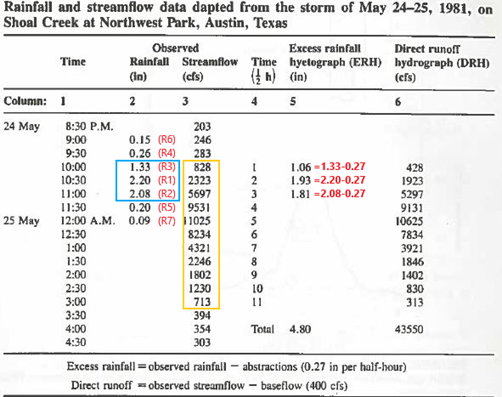 Rainfall and streamflow data dapted from the storm of May 24–25, 1981, on
Shoal Creek at Northwest Park, Austin, Texas
Observed Excess rainfall Direct runoff
Time Rainfall Streamflow Time hyetograph (ERH) hydrograph (DRH)
(in) (cfs) (½ h) (in) (cfs)
Column: 1 2 3 4 5 6
24 May 8:30 P.M. 203
9:00 0.15 (R6) 246
9:30 0.26 (R4) 283
10:00 1.33 (R3) 828 1 1.06 =1.33-0.27 428
10:30 2.20 (R1) 2323 2 1.93 =2.20-0.27 1923
11:00 2.08 (R2) 5697 3 1.81 =2.08-0.27 5297
11:30 0.20 (R5) 9531 4 9131
25 May 12:00 A.M. 0.09 (R7) 11025 5 10625
12:30 8234 6 7834
1:00 4321 7 3921
1:30 2246 8 1846
2:00 1802 9 1402
2:30 1230 10 830
3:00 713 11 313
3:30 394
4:00 354 Total 4.80 43550
4:30 303
Excess rainfall = observed rainfall − abstractions (0.27 in per half-hour)
Direct runoff = observed streamflow − baseflow (400 cfs)